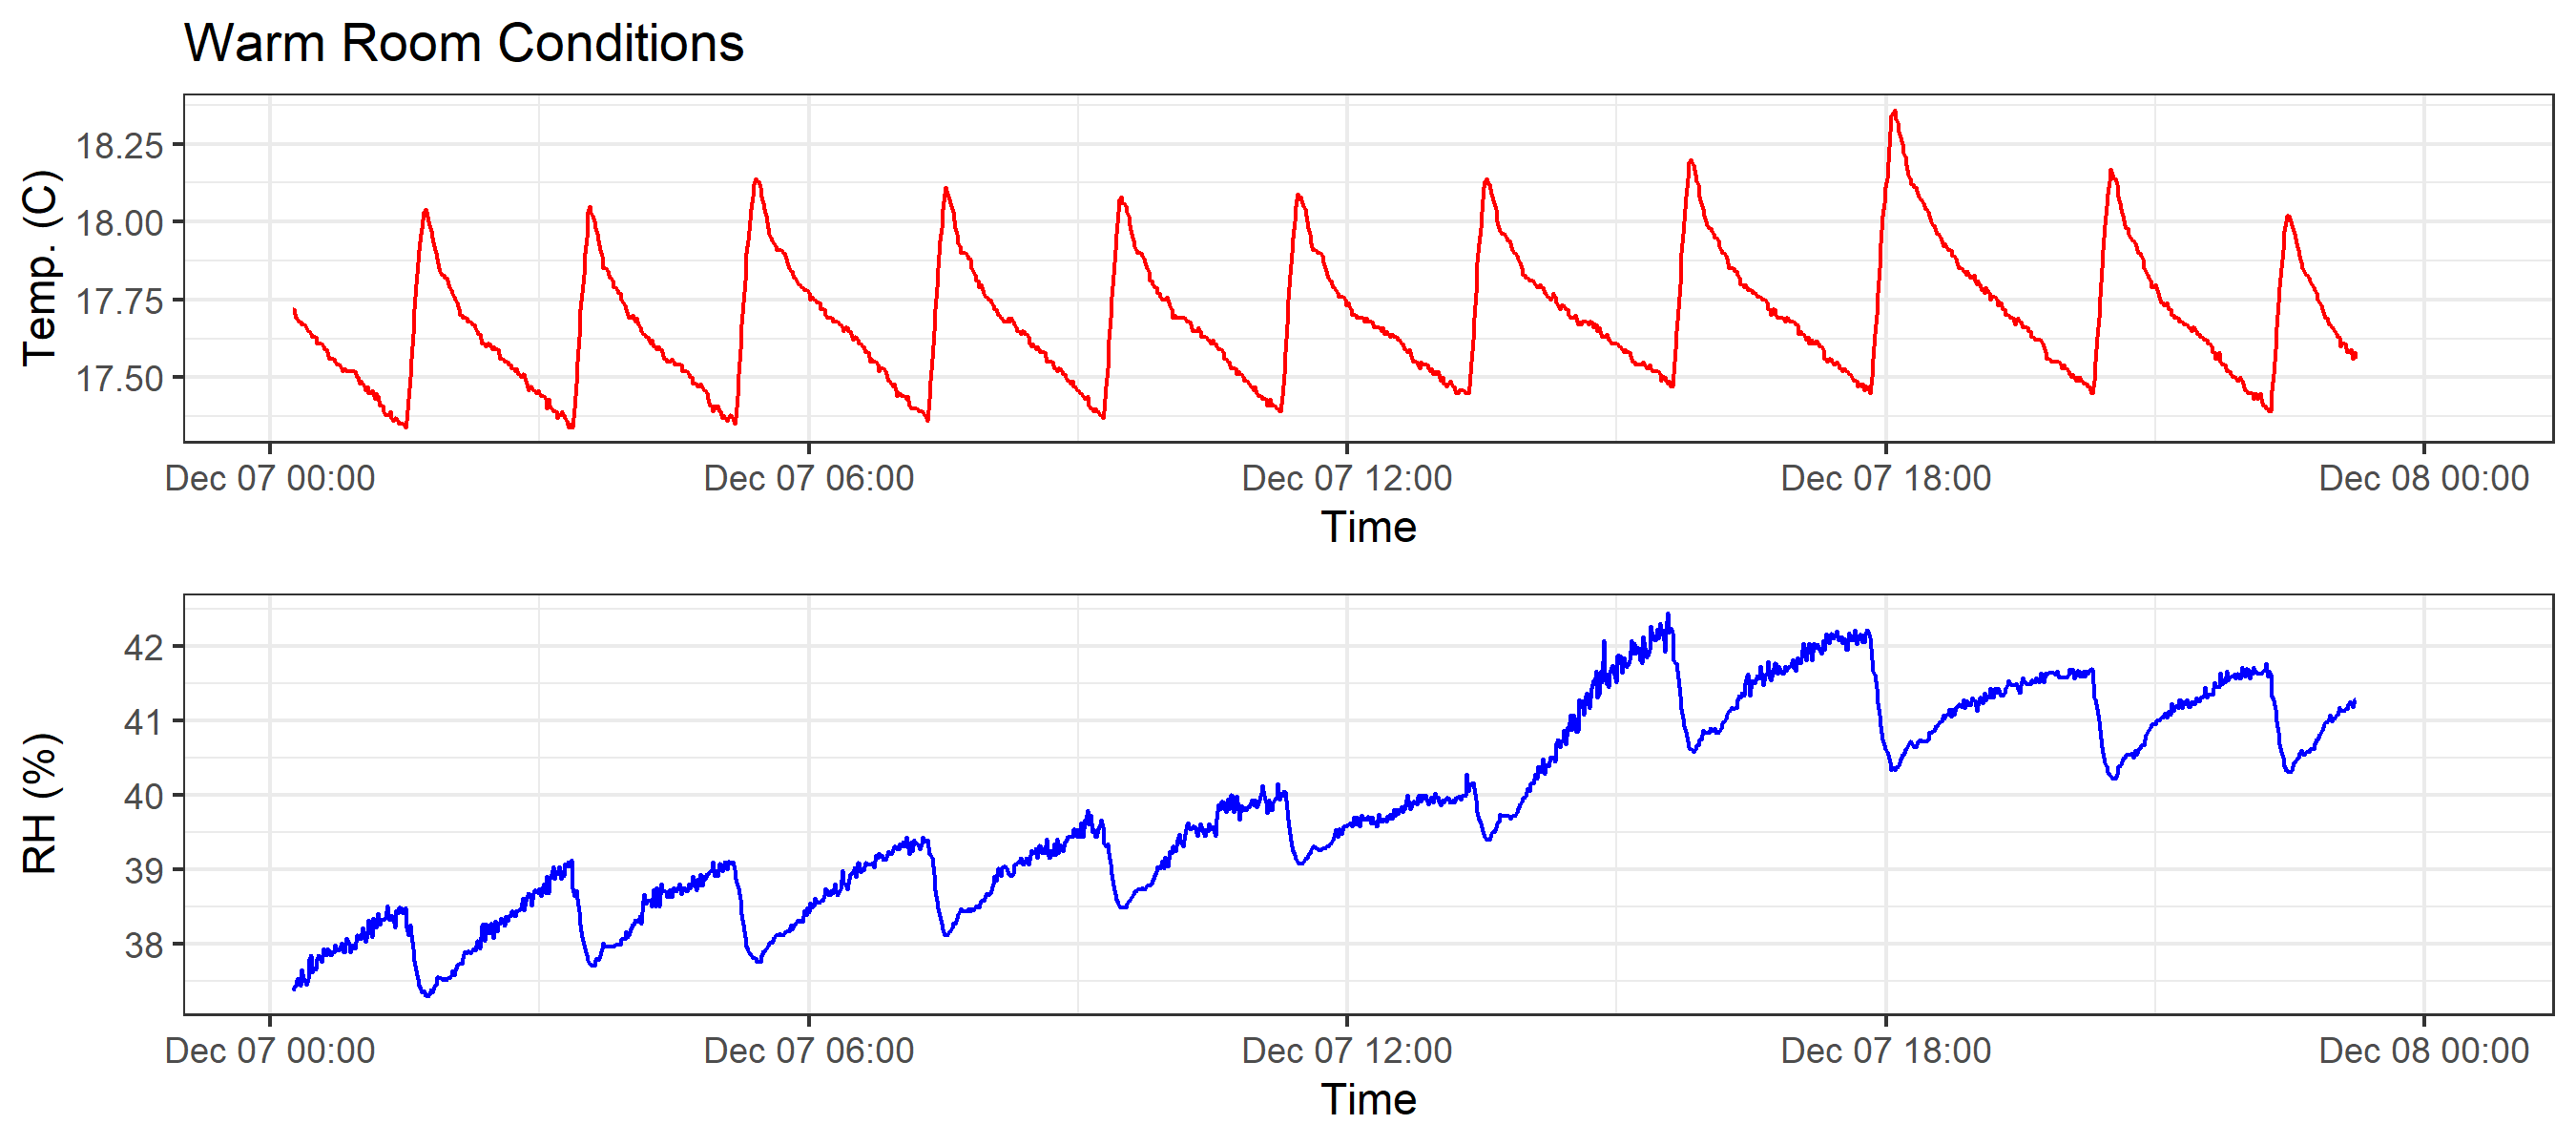 Warm Room Conditions
Temp. (C)
18.25
18.00
17.75
17.50
Dec 07 00:00 Dec 07 06:00 Dec 07 12:00 Dec 07 18:00 Dec 08 00:00
Time
RH (%)
42
41
40
39
38
Dec 07 00:00 Dec 07 06:00 Dec 07 12:00 Dec 07 18:00 Dec 08 00:00
Time